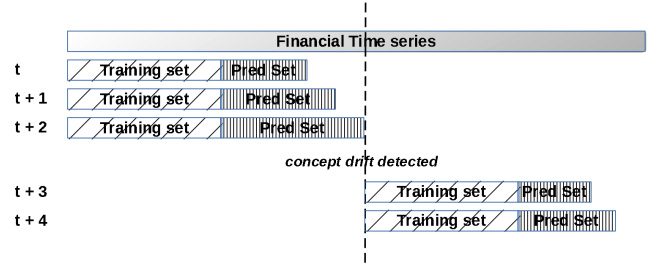 Financial Time series
t Training set Pred Set
t + 1 Training set Pred Set
t + 2 Training set Pred Set
concept drift detected
t + 3 Training set Pred Set
t + 4 Training set Pred Set